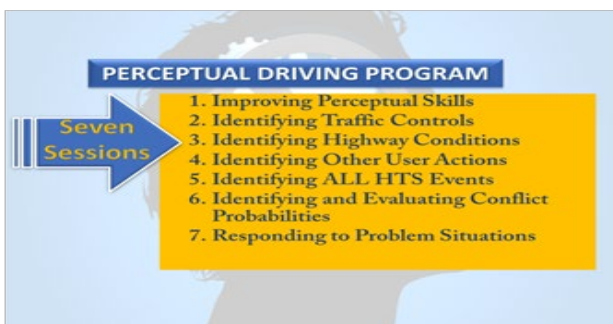 PERCEPTUAL DRIVING PROGRAM
Seven
Sessions
1. Improving Perceptual Skills
2. Identifying Traffic Controls
3. Identifying Highway Conditions
4. Identifying Other User Actions
5. Identifying ALL HTS Events
6. Identifying and Evaluating Conflict
Probabilities
7. Responding to Problem Situations